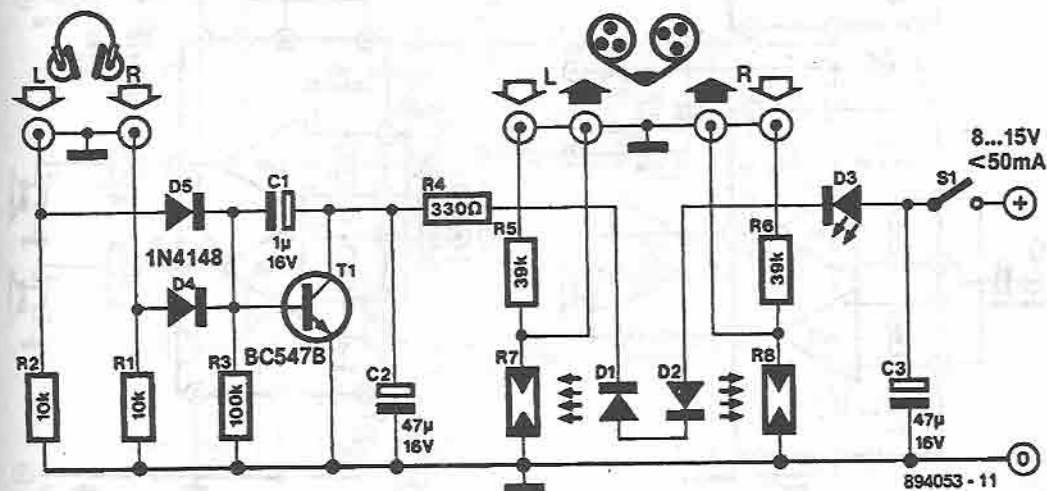 L
R
L
R
8...15V
<50mA
D5
C1
1µ
16V
1N4148
D4
T1
BC547B
R4
330Ω
R5
39k
D3
S1
+
R6
39k
R2
10k
R1
10k
R3
100k
C2
47µ
16V
R7
D1
D2
R8
C3
47µ
16V
0
894053 - 11